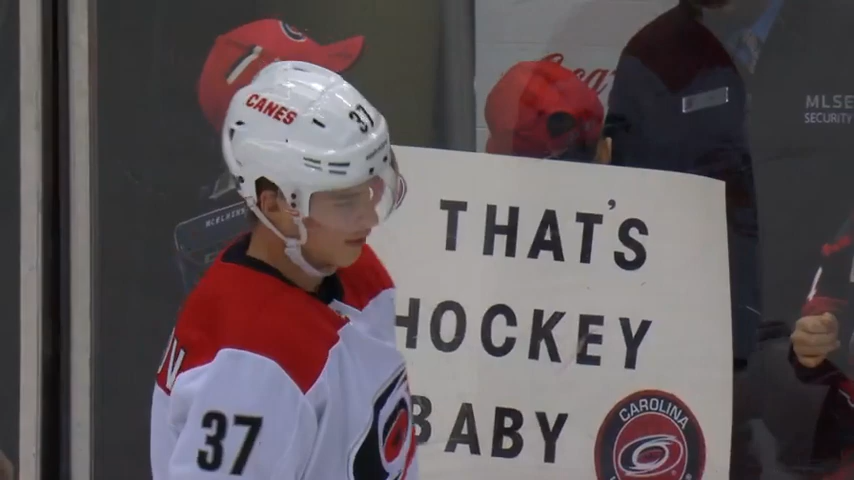 CANES
37
37
THAT'S
HOCKEY
BABY
CAROLINA
MLSE
SECURITY